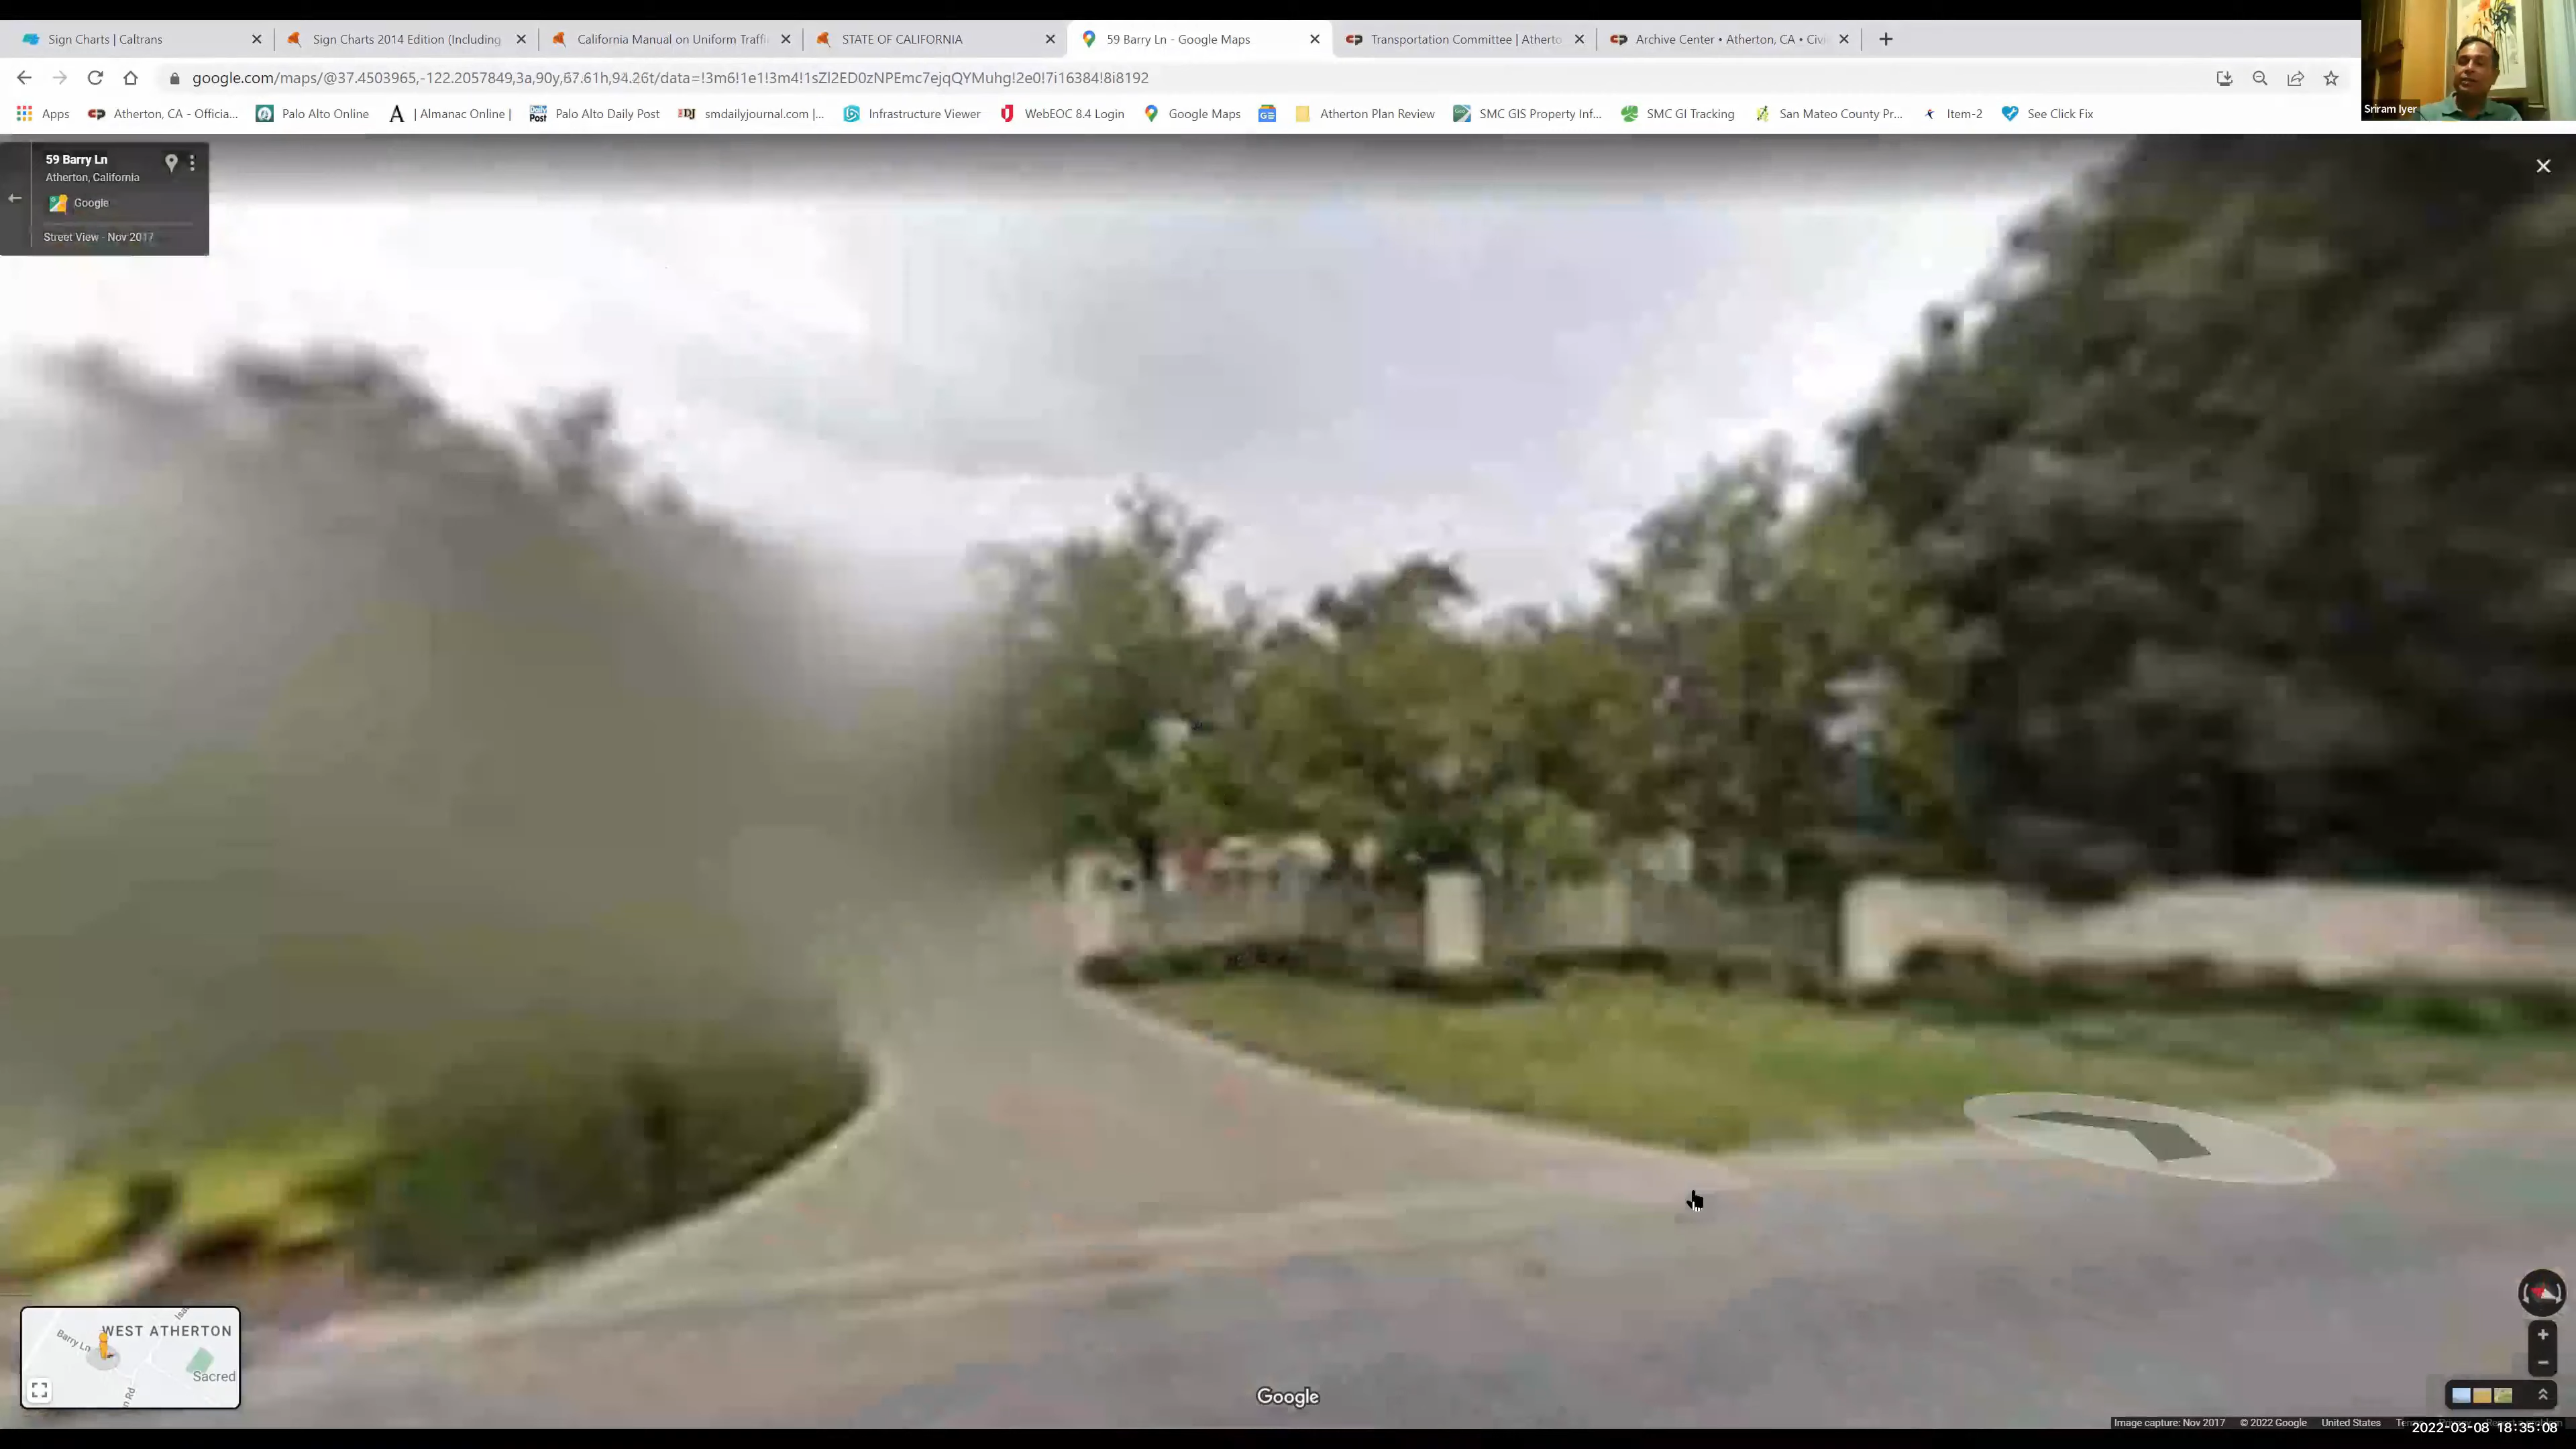 Sign Charts | Caltrans
Sign Charts 2014 Edition (Including
California Manual on Uniform Traffi
STATE OF CALIFORNIA
59 Barry Ln - Google Maps
Transportation Committee | Atherto
Archive Center • Atherton, CA • Civi
google.com/maps/@37.4503965,-122.2057849,3a,90y,67.61h,94.26t/data=!3m6!1e1!3m4!1sZl2ED0zNPEmc7ejqQYMuhg!2e0!7i16384!8i8192
Apps
Atherton, CA - Officia...
Palo Alto Online
A | Almanac Online |
Daily Post Palo Alto Daily Post
DJ smdailyjournal.com |...
Infrastructure Viewer
WebEOC 8.4 Login
Google Maps
Atherton Plan Review
SMC GIS Property Inf...
SMC GI Tracking
San Mateo County Pr...
Item-2
See Click Fix
Sriram Iyer
59 Barry Ln
Atherton, California
Google
Street View - Nov 2017
WEST ATHERTON
Barry Ln
Sacred
n Rd
Google
Image capture: Nov 2017 © 2022 Google United States
2022-03-08 18:35:08